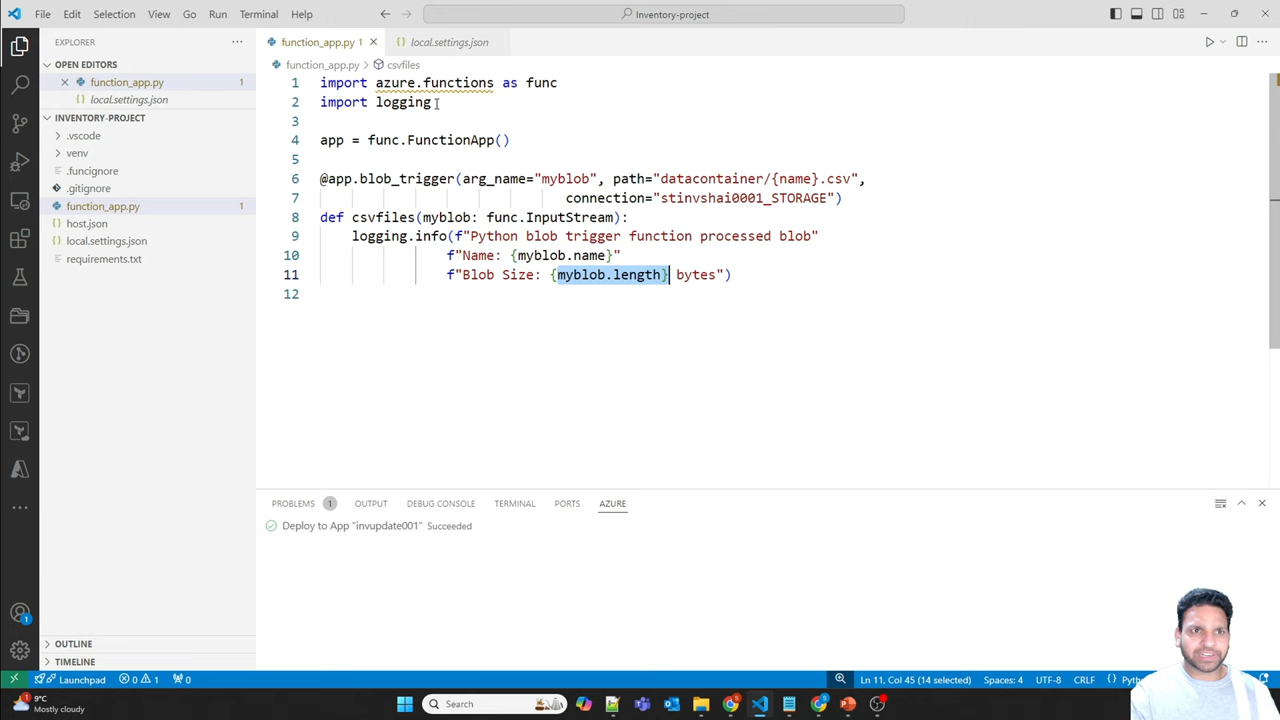 File Edit Selection View Go Run Terminal Help
Inventory-project
EXPLORER
OPEN EDITORS
function_app.py 1
local.settings.json
INVENTORY-PROJECT
.vscode
venv
.funcignore
.gitignore
function_app.py 1
host.json
local.settings.json
requirements.txt
OUTLINE
TIMELINE
function_app.py 1
local.settings.json
function_app.py > csvfiles
1 import azure.functions as func
2 import logging
3
4 app = func.FunctionApp()
5
6 @app.blob_trigger(arg_name="myblob", path="datacontainer/{name}.csv",
7 connection="stinvshai0001_STORAGE")
8 def csvfiles(myblob: func.InputStream):
9 logging.info(f"Python blob trigger function processed blob"
10 f"Name: {myblob.name}"
11 f"Blob Size: {myblob.length} bytes")
12
PROBLEMS 1 OUTPUT DEBUG CONSOLE TERMINAL PORTS AZURE
Deploy to App "invupdate001" Succeeded
1
Launchpad 0 1 0
Ln 11, Col 45 (14 selected) Spaces: 4 UTF-8 CRLF
9°C
Mostly cloudy
Search